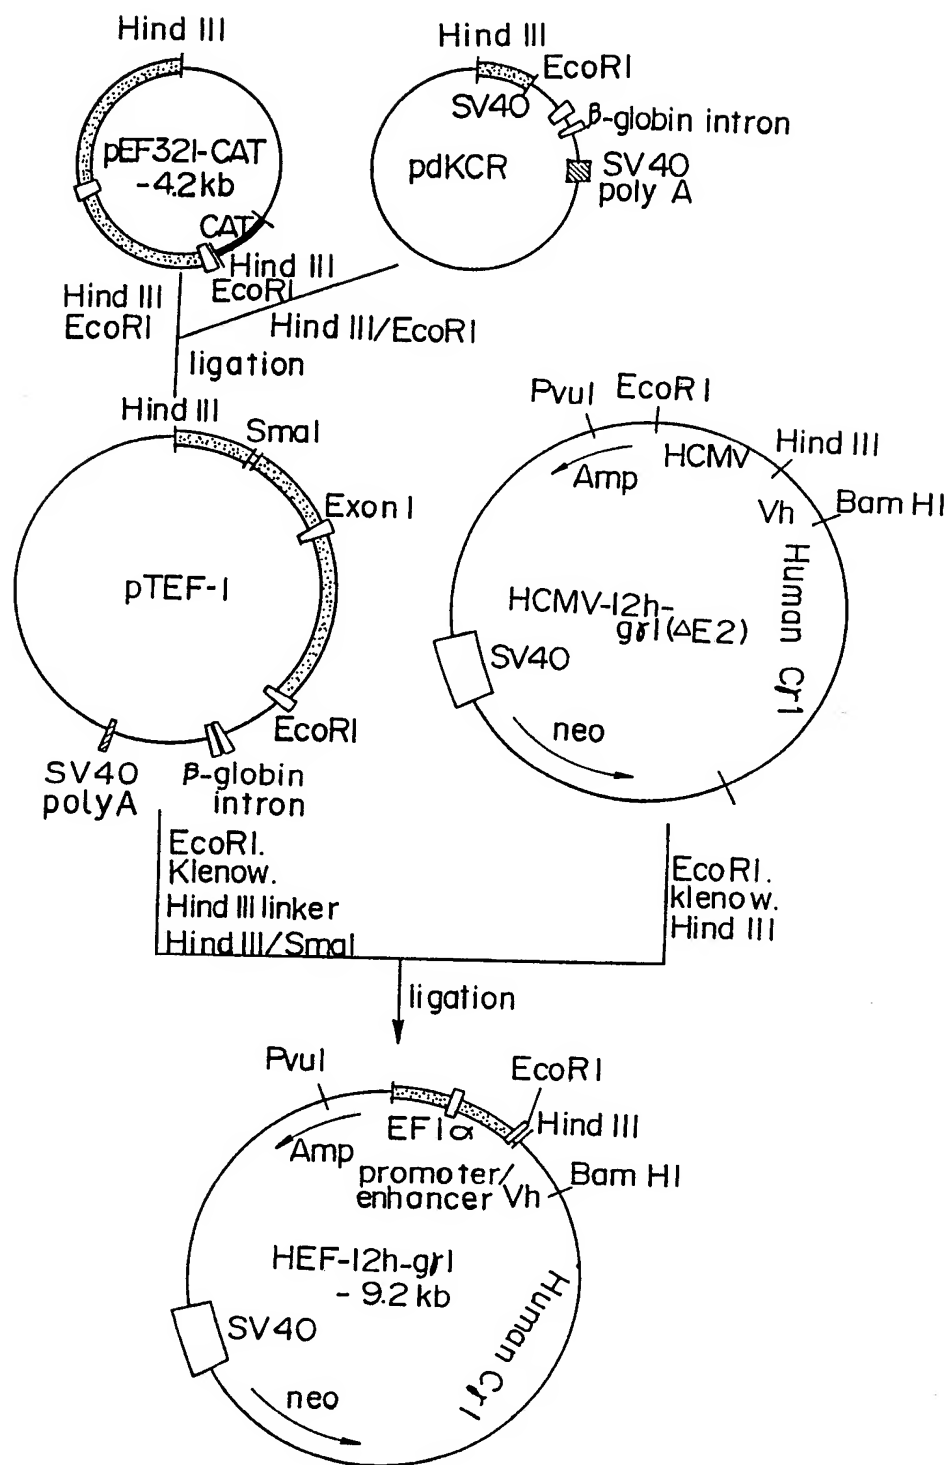 Hind III
pEF321-CAT
-4.2kb
CAT
Hind III
EcoRI
Hind III
EcoRI
SV40
β-globin intron
pdKCR
SV40
poly A
Hind III
EcoRI
Hind III/EcoRI
ligation
Hind III
SmaI
Exon I
pTEF-1
EcoRI
SV40
polyA
β-globin
intron
PvuI
EcoRI
Amp
HCMV
Hind III
Vh
Bam HI
Human Cγ1
HCMV-12h-
gγ1(ΔE2)
SV40
neo
EcoRI.
Klenow.
Hind III linker
Hind III/SmaI
EcoRI.
klenow.
Hind III
ligation
PvuI
EcoRI
Amp
EF1α
Hind III
promoter/
enhancer
Vh
Bam HI
HEF-12h-gγ1
- 9.2 kb
Human Cγ1
SV40
neo